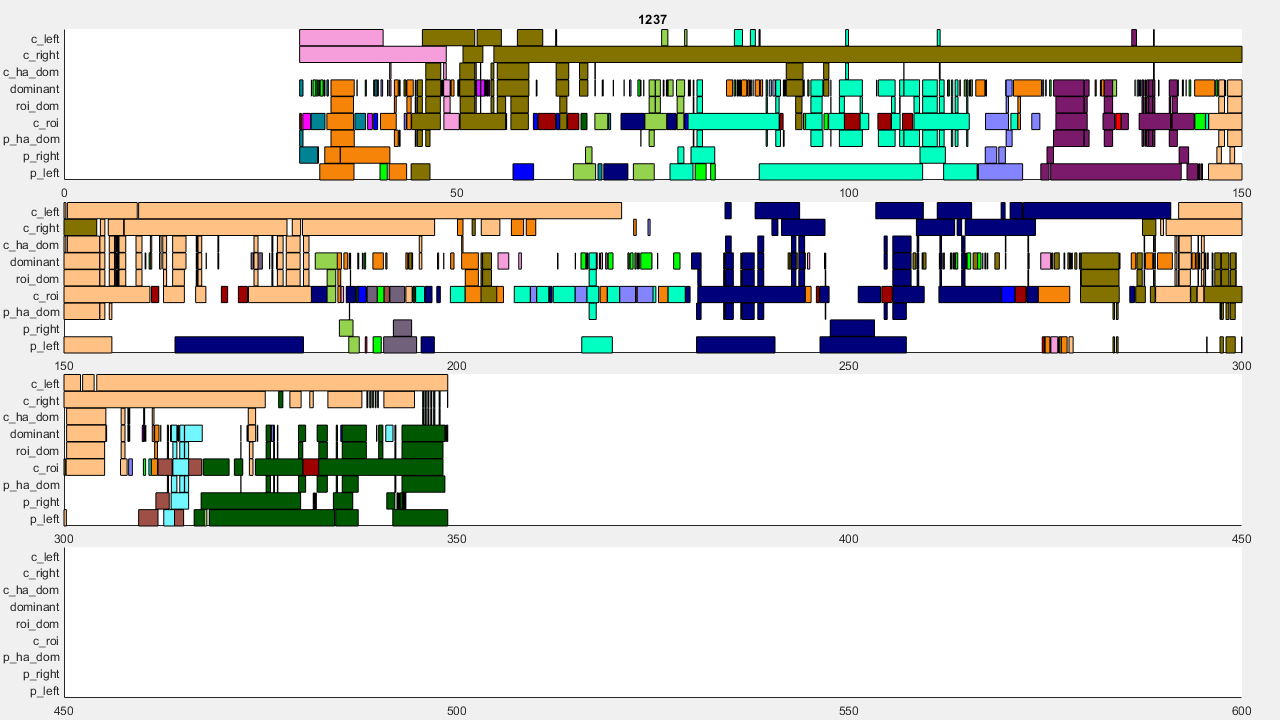 1237
c_left
c_right
c_ha_dom
dominant
roi_dom
c_roi
p_ha_dom
p_right
p_left
0 50 100 150
c_left
c_right
c_ha_dom
dominant
roi_dom
c_roi
p_ha_dom
p_right
p_left
150 200 250 300
c_left
c_right
c_ha_dom
dominant
roi_dom
c_roi
p_ha_dom
p_right
p_left
300 350 400 450
c_left
c_right
c_ha_dom
dominant
roi_dom
c_roi
p_ha_dom
p_right
p_left
450 500 550 600